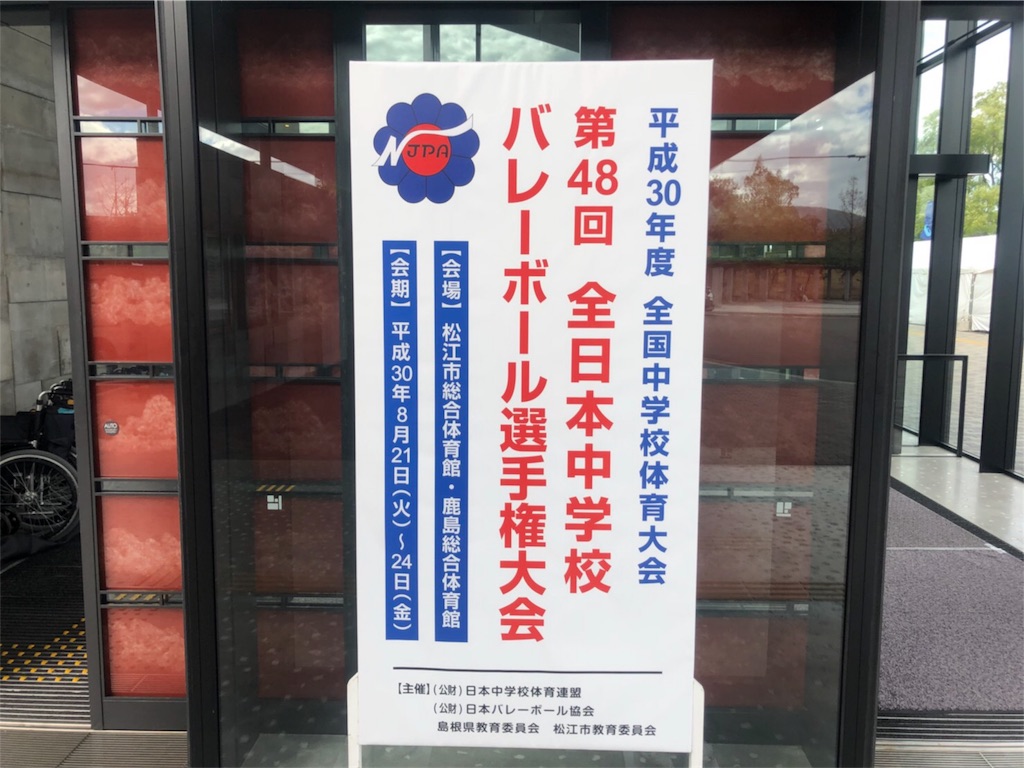 平成30年度 全国中学校体育大会
第48回 全日本中学校
バレーボール選手権大会
【会場】松江市総合体育館・鹿島総合体育館
【会期】平成30年8月21日(火)～24日(金)
NJPA
【主催】(公財)日本中学校体育連盟
(公財)日本バレーボール協会
島根県教育委員会 松江市教育委員会
AUTO